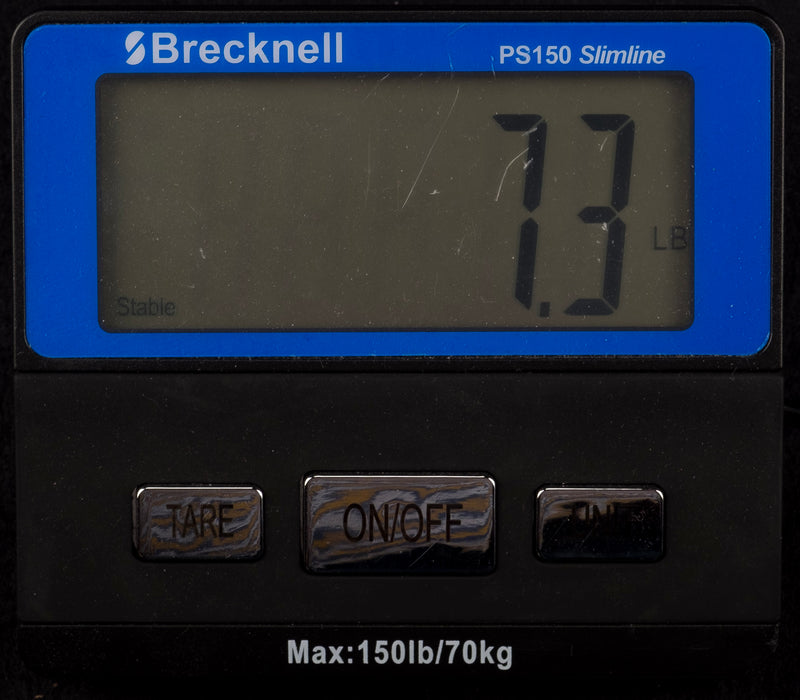 Brecknell
PS150 Slimline
7.3
LB
Stable
TARE
ON/OFF
Max:150lb/70kg